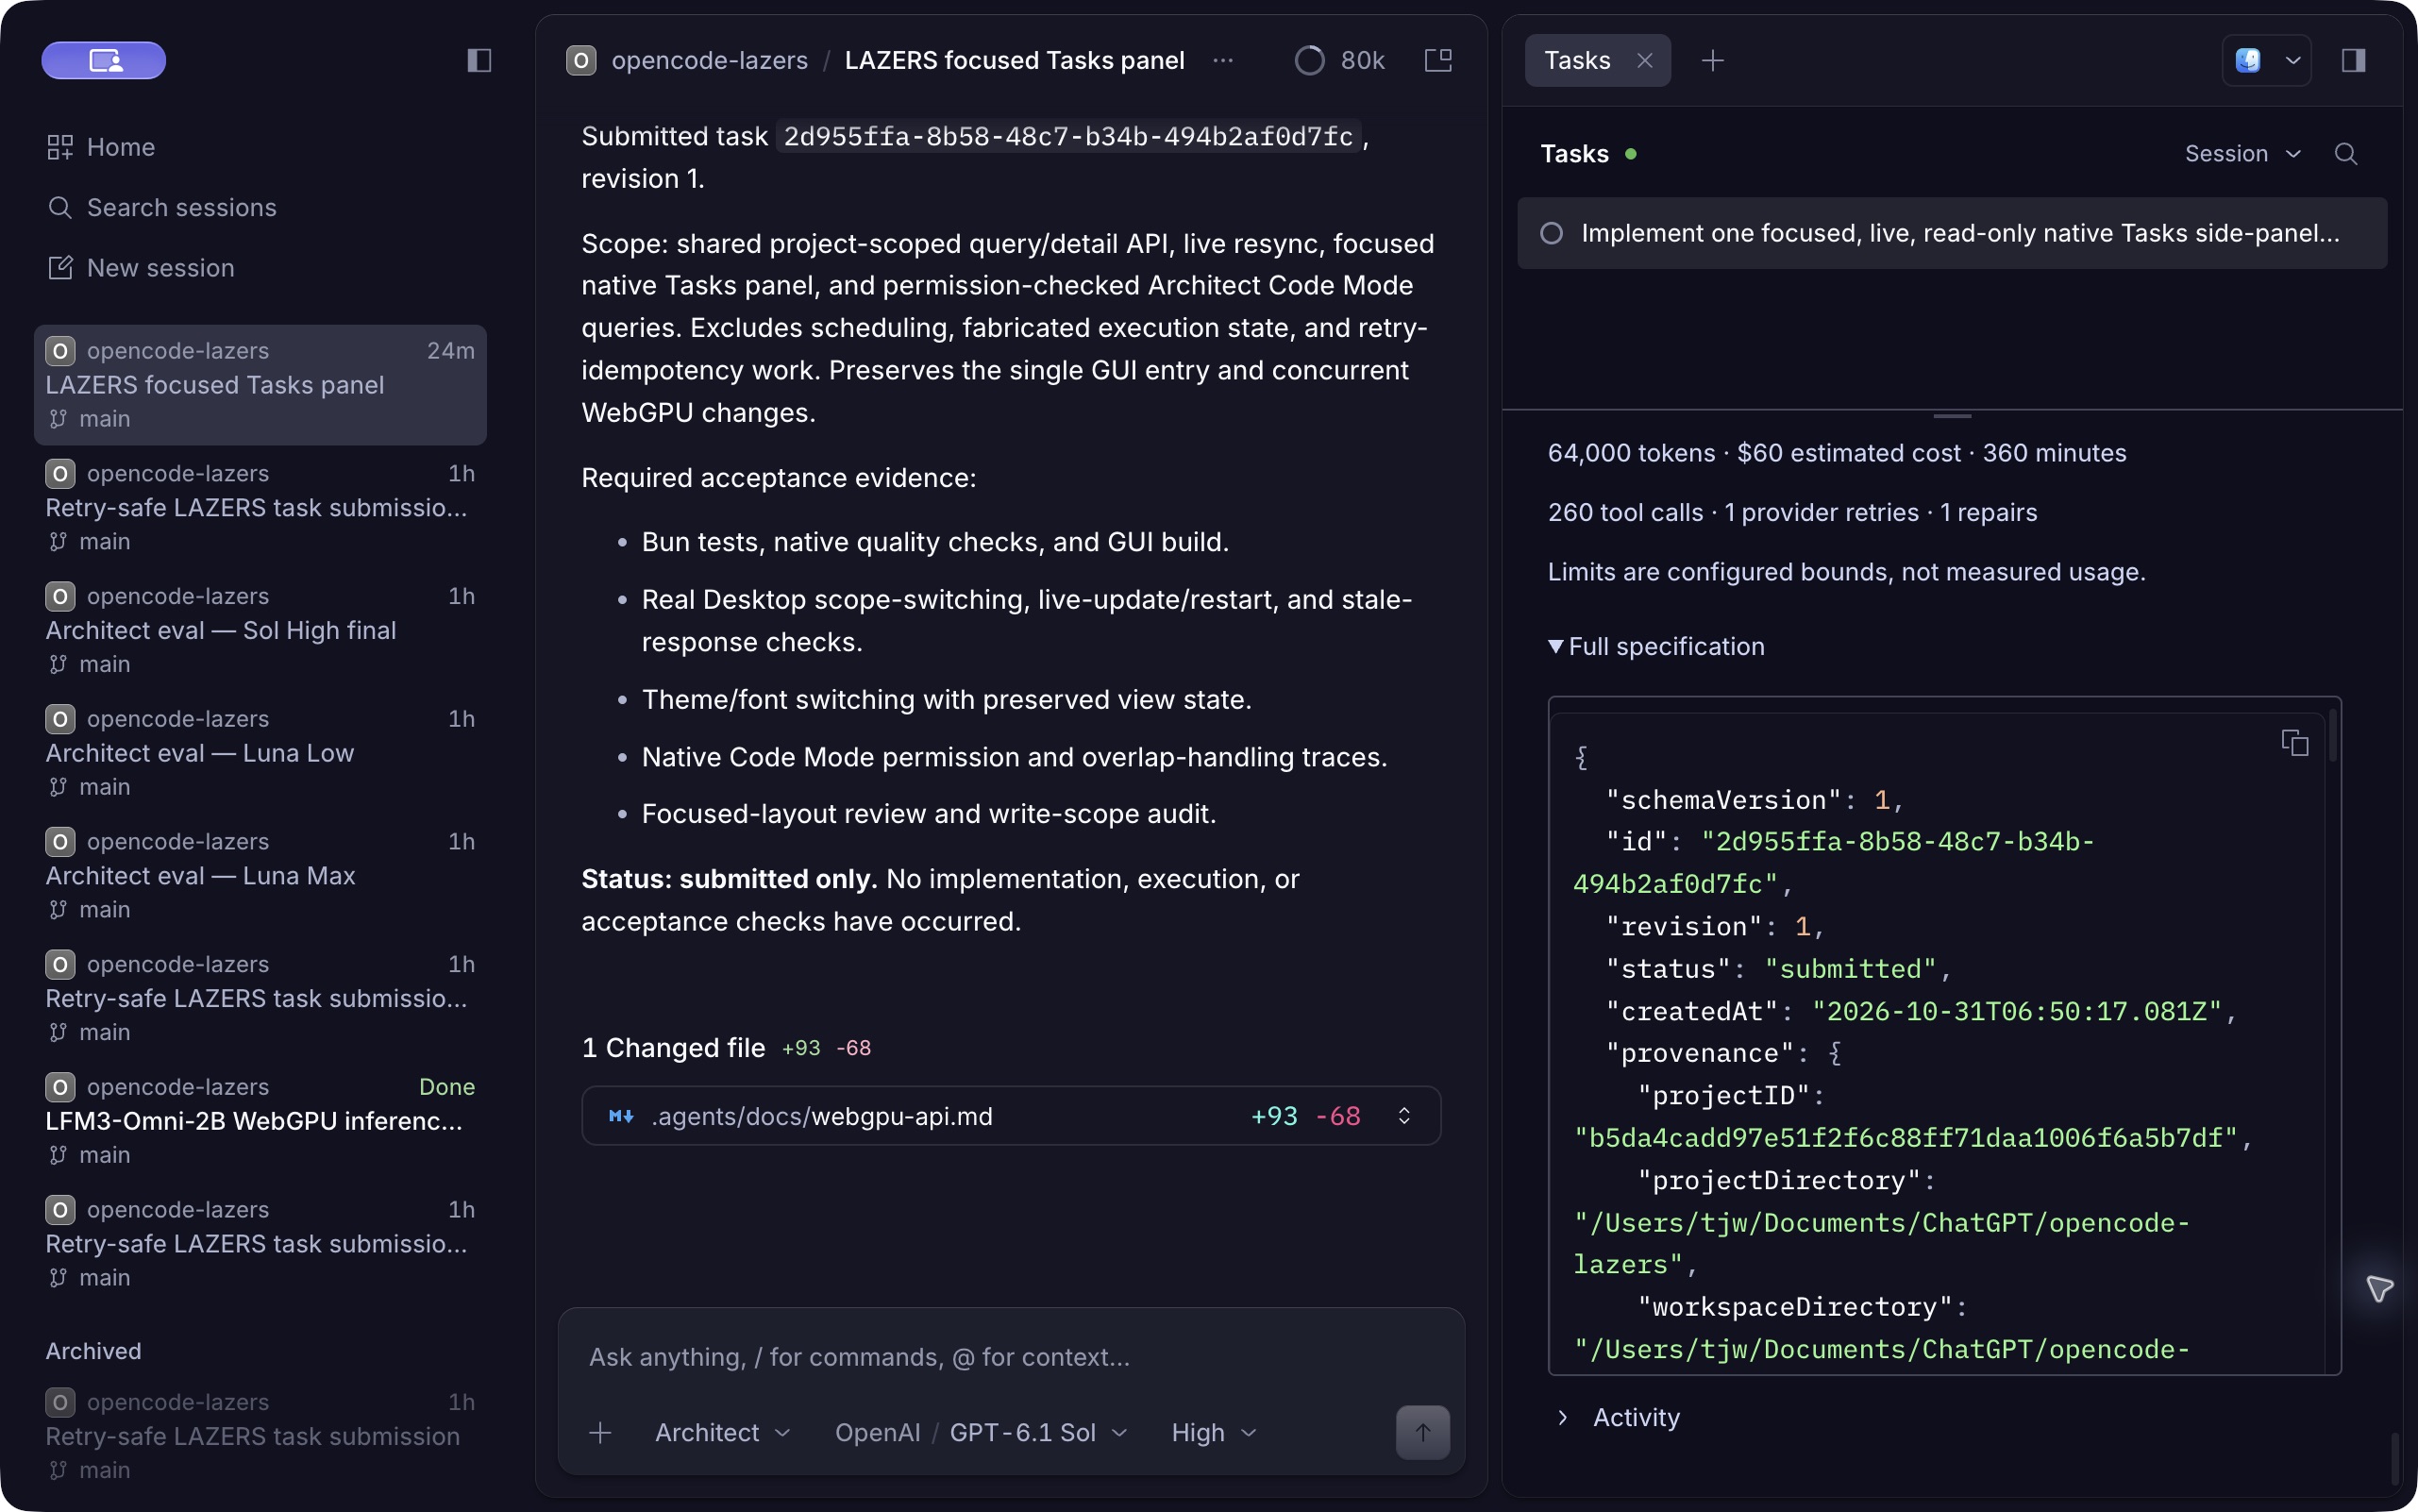 Home
Search sessions
New session
O opencode-lazers 24m
LAZERS focused Tasks panel
main
O opencode-lazers 1h
Retry-safe LAZERS task submissio...
main
O opencode-lazers 1h
Architect eval — Sol High final
main
O opencode-lazers 1h
Architect eval — Luna Low
main
O opencode-lazers 1h
Architect eval — Luna Max
main
O opencode-lazers 1h
Retry-safe LAZERS task submissio...
main
O opencode-lazers Done
LFM3-Omni-2B WebGPU inferenc...
main
O opencode-lazers 1h
Retry-safe LAZERS task submissio...
main
Archived
O opencode-lazers 1h
Retry-safe LAZERS task submission
main
O opencode-lazers / LAZERS focused Tasks panel ... 80k
Submitted task 2d955ffa-8b58-48c7-b34b-494b2af0d7fc,
revision 1.
Scope: shared project-scoped query/detail API, live resync, focused
native Tasks panel, and permission-checked Architect Code Mode
queries. Excludes scheduling, fabricated execution state, and retry-
idempotency work. Preserves the single GUI entry and concurrent
WebGPU changes.
Required acceptance evidence:
• Bun tests, native quality checks, and GUI build.
• Real Desktop scope-switching, live-update/restart, and stale-
response checks.
• Theme/font switching with preserved view state.
• Native Code Mode permission and overlap-handling traces.
• Focused-layout review and write-scope audit.
Status: submitted only. No implementation, execution, or
acceptance checks have occurred.
1 Changed file +93 -68
M↓ .agents/docs/webgpu-api.md +93 -68
Ask anything, / for commands, @ for context...
Architect OpenAI / GPT-6.1 Sol High
Tasks
Tasks Session
Implement one focused, live, read-only native Tasks side-panel...
64,000 tokens · $60 estimated cost · 360 minutes
260 tool calls · 1 provider retries · 1 repairs
Limits are configured bounds, not measured usage.
▼ Full specification
{
"schemaVersion": 1,
"id": "2d955ffa-8b58-48c7-b34b-
494b2af0d7fc",
"revision": 1,
"status": "submitted",
"createdAt": "2026-10-31T06:50:17.081Z",
"provenance": {
"projectID":
"b5da4cadd97e51f2f6c88ff71daa1006f6a5b7df",
"projectDirectory":
"/Users/tjw/Documents/ChatGPT/opencode-
lazers",
"workspaceDirectory":
"/Users/tjw/Documents/ChatGPT/opencode-
Activity